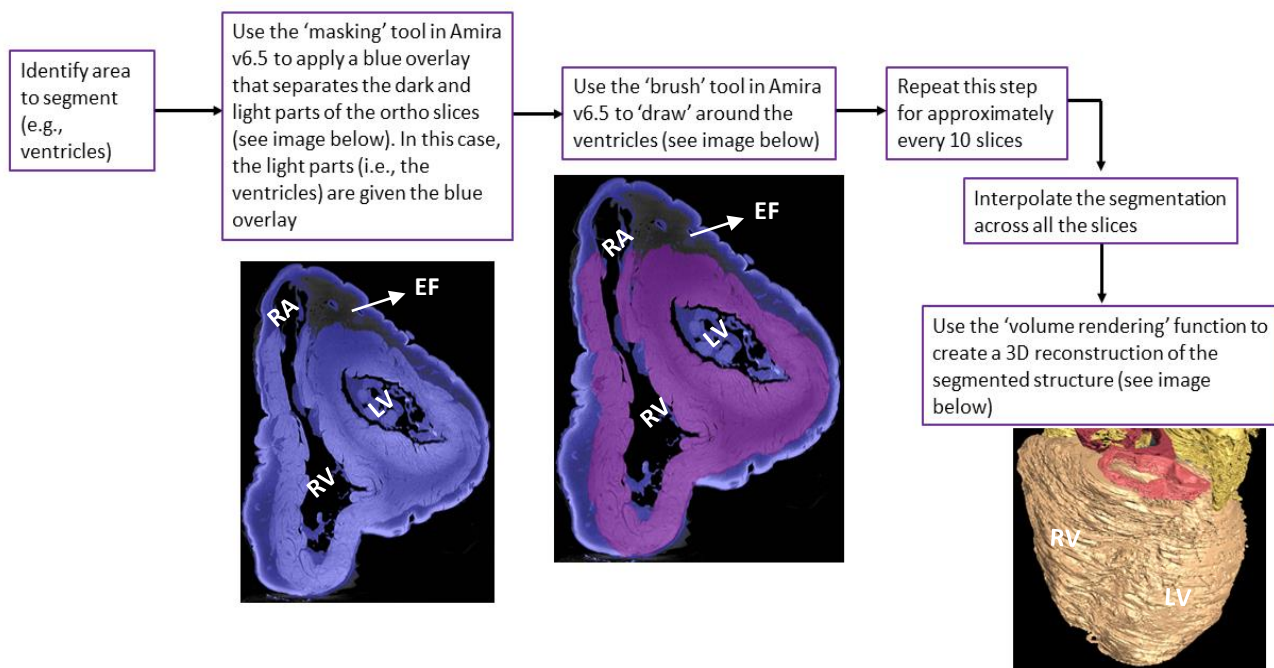 Identify area
to segment
(e.g.,
ventricles)
Use the ‘masking’ tool in Amira
v6.5 to apply a blue overlay
that separates the dark and
light parts of the ortho slices
(see image below). In this case,
the light parts (i.e., the
ventricles) are given the blue
overlay
Use the ‘brush’ tool in Amira
v6.5 to ‘draw’ around the
ventricles (see image below)
Repeat this step
for approximately
every 10 slices
Interpolate the segmentation
across all the slices
Use the ‘volume rendering’ function to
create a 3D reconstruction of the
segmented structure (see image
below)
RA
EF
LV
RV
RA
EF
LV
RV
RV
LV